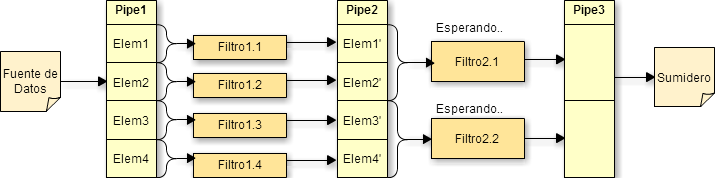 Pipe1
Pipe2
Pipe3
Esperando..
Elem1
Filtro1.1
Elem1'
Filtro2.1
Fuente de
Datos
Elem2
Filtro1.2
Elem2'
Sumidero
Esperando..
Elem3
Filtro1.3
Elem3'
Filtro2.2
Elem4
Filtro1.4
Elem4'